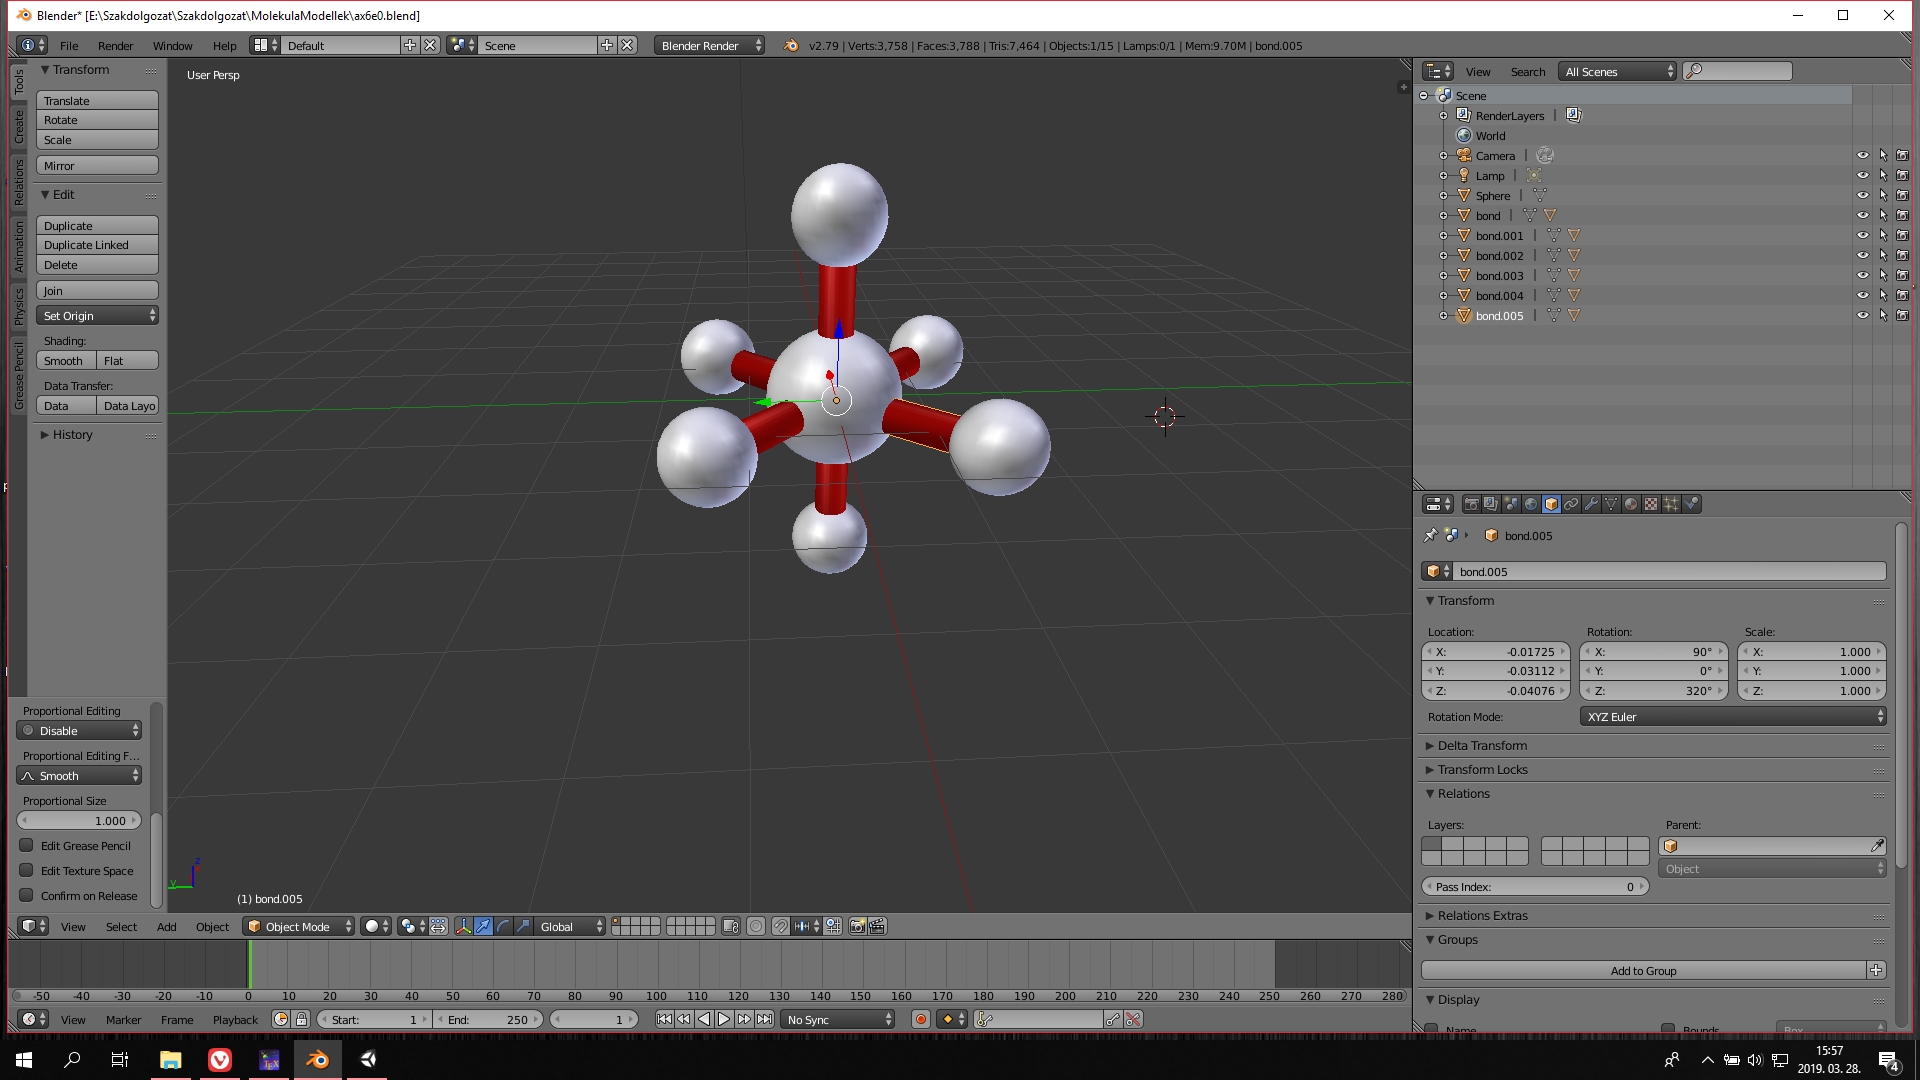 Blender* [E:\Szakdolgozat\Szakdolgozat\MolekulaModellek\ax6e0.blend]
File Render Window Help Default Scene Blender Render v2.79 | Verts:3,758 | Faces:3,788 | Tris:7,464 | Objects:1/15 | Lamps:0/1 | Mem:9.70M | bond.005
Tools
Create
Relations
Animation
Physics
Grease Pencil
Transform
Translate
Rotate
Scale
Mirror
Edit
Duplicate
Duplicate Linked
Delete
Join
Set Origin
Shading:
Smooth Flat
Data Transfer:
Data Data Layo
History
Proportional Editing
Disable
Proportional Editing F...
Smooth
Proportional Size
1.000
Edit Grease Pencil
Edit Texture Space
Confirm on Release
User Persp
z
y
(1) bond.005
View Select Add Object Object Mode Global
-50 -40 -30 -20 -10 0 10 20 30 40 50 60 70 80 90 100 110 120 130 140 150 160 170 180 190 200 210 220 230 240 250 260 270 280
View Marker Frame Playback Start: 1 End: 250 1 No Sync
View Search All Scenes
Scene
RenderLayers |
World
Camera |
Lamp |
Sphere |
bond |
bond.001 |
bond.002 |
bond.003 |
bond.004 |
bond.005 |
bond.005
bond.005
Transform
Location: Rotation: Scale:
X: -0.01725 X: 90° X: 1.000
Y: -0.03112 Y: 0° Y: 1.000
Z: -0.04076 Z: 320° Z: 1.000
Rotation Mode: XYZ Euler
Delta Transform
Transform Locks
Relations
Layers: Parent:
Object
Pass Index: 0
Relations Extras
Groups
Add to Group
Display
Name Bounds Box
15:57
2019. 03. 28.
4